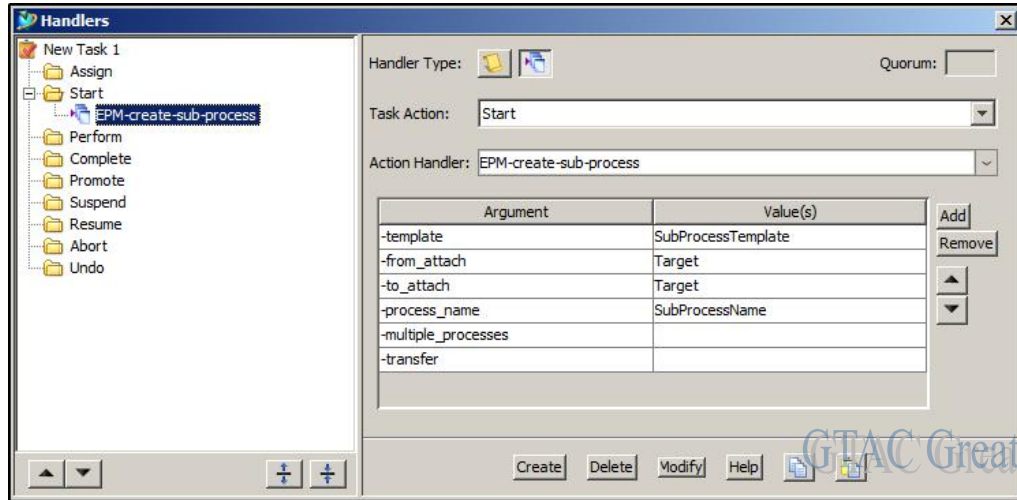 Handlers
New Task 1
Assign
Start
EPM-create-sub-process
Perform
Complete
Promote
Suspend
Resume
Abort
Undo
Handler Type:
Quorum:
Task Action: Start
Action Handler: EPM-create-sub-process
Argument Value(s)
-template SubProcessTemplate
-from_attach Target
-to_attach Target
-process_name SubProcessName
-multiple_processes
-transfer
Add
Remove
Create Delete Modify Help
GTAC Great